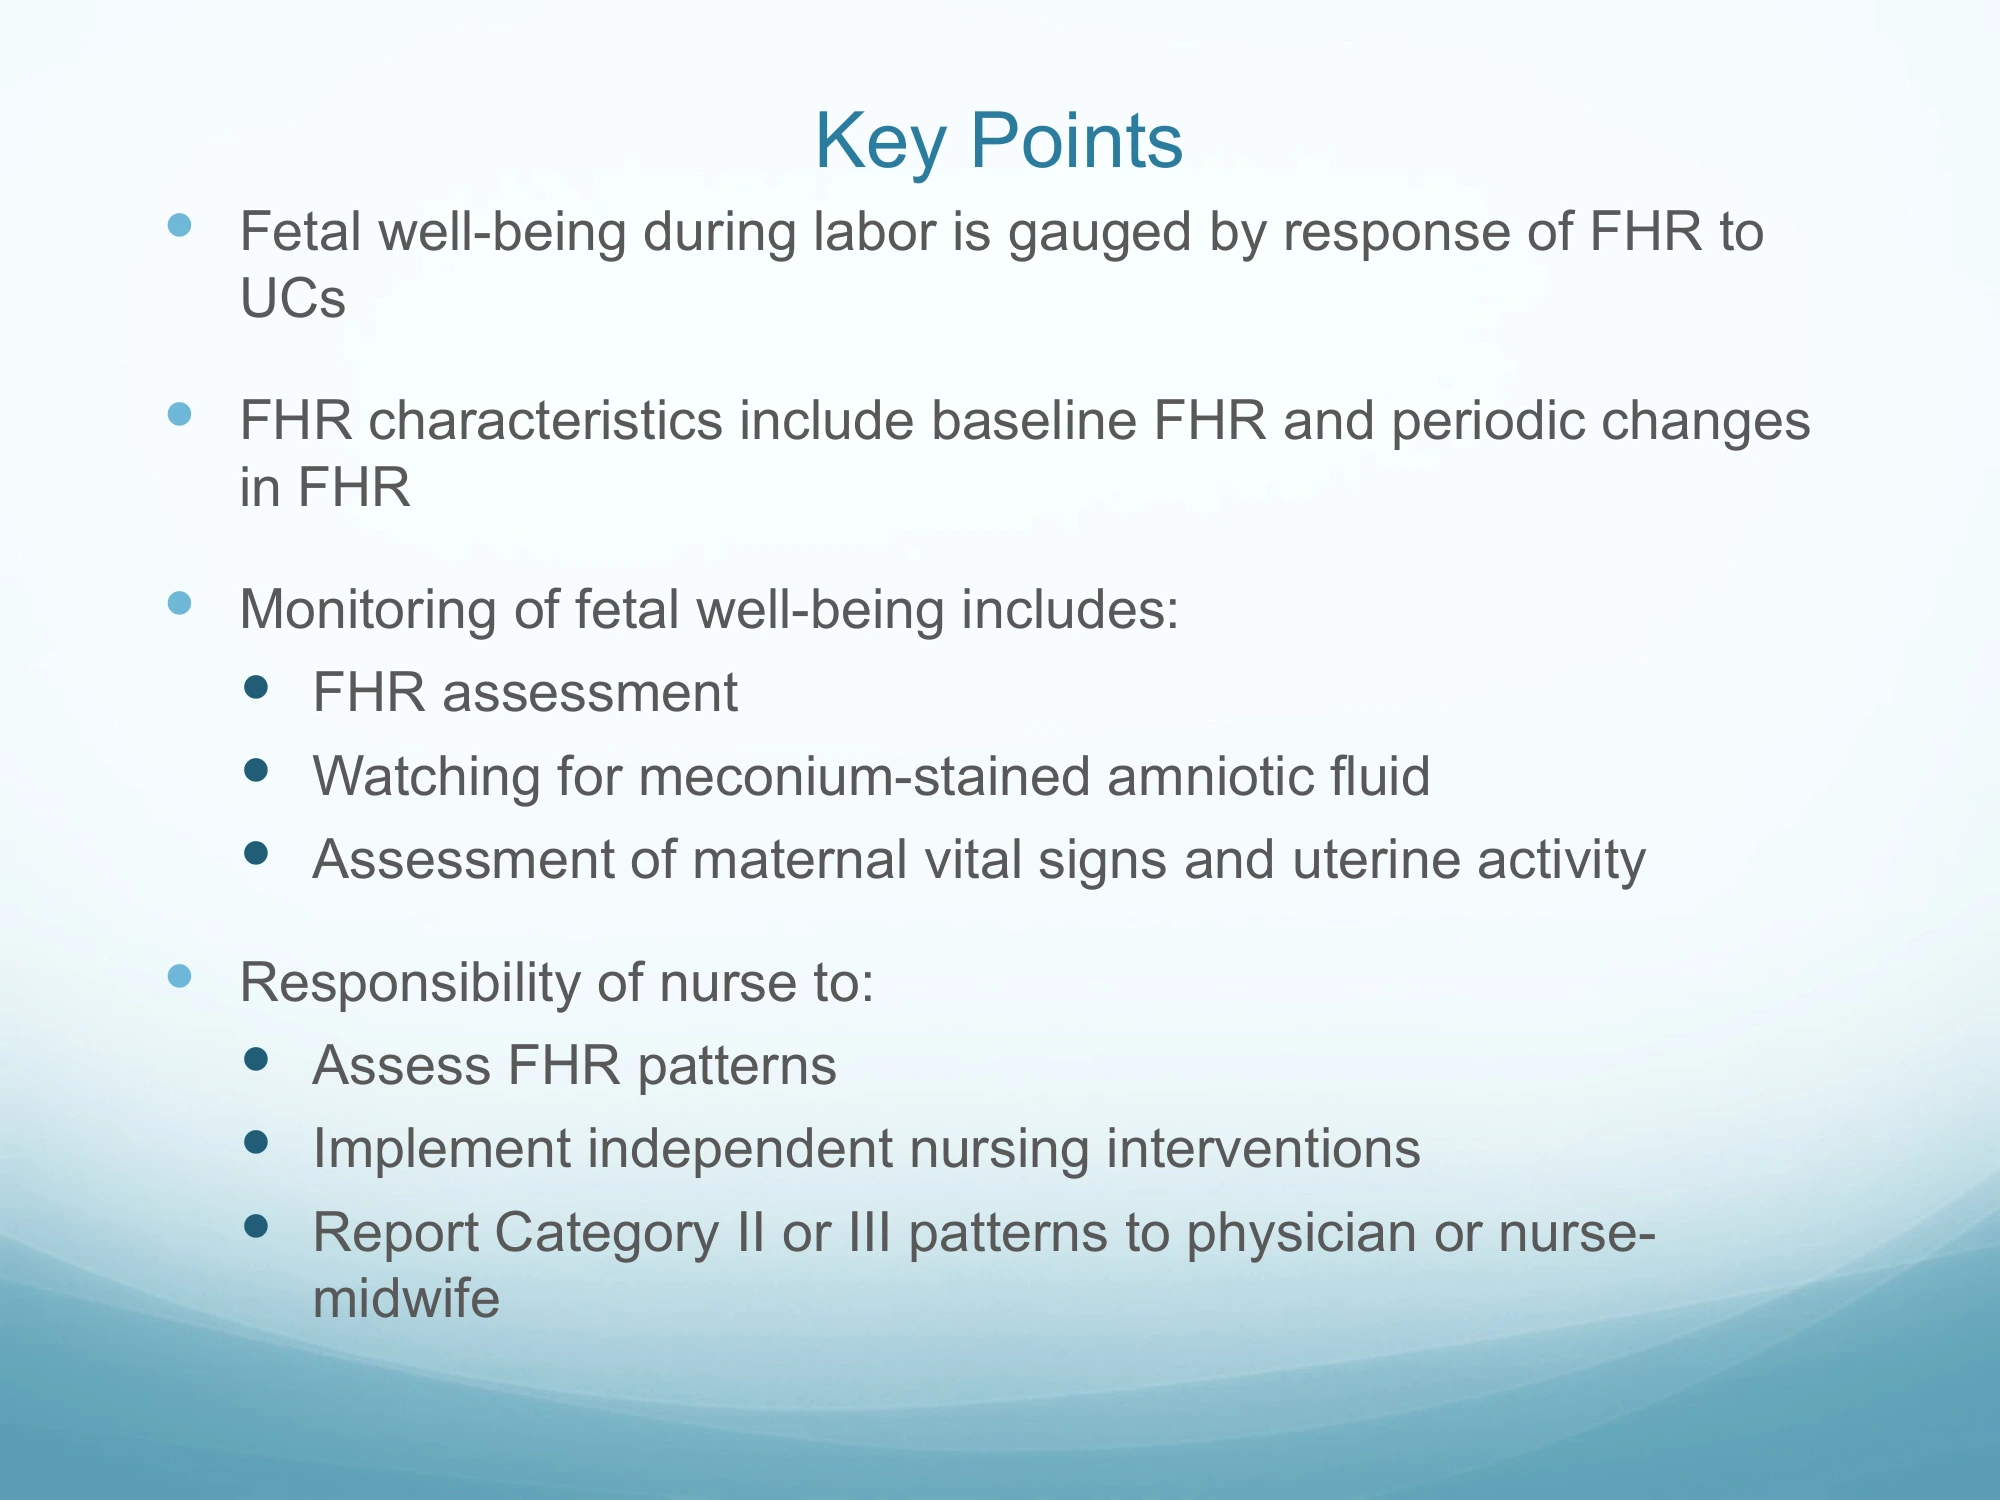 Key Points
• Fetal well-being during labor is gauged by response of FHR to
UCs
• FHR characteristics include baseline FHR and periodic changes
in FHR
• Monitoring of fetal well-being includes:
• FHR assessment
• Watching for meconium-stained amniotic fluid
• Assessment of maternal vital signs and uterine activity
• Responsibility of nurse to:
• Assess FHR patterns
• Implement independent nursing interventions
• Report Category II or III patterns to physician or nurse-
midwife